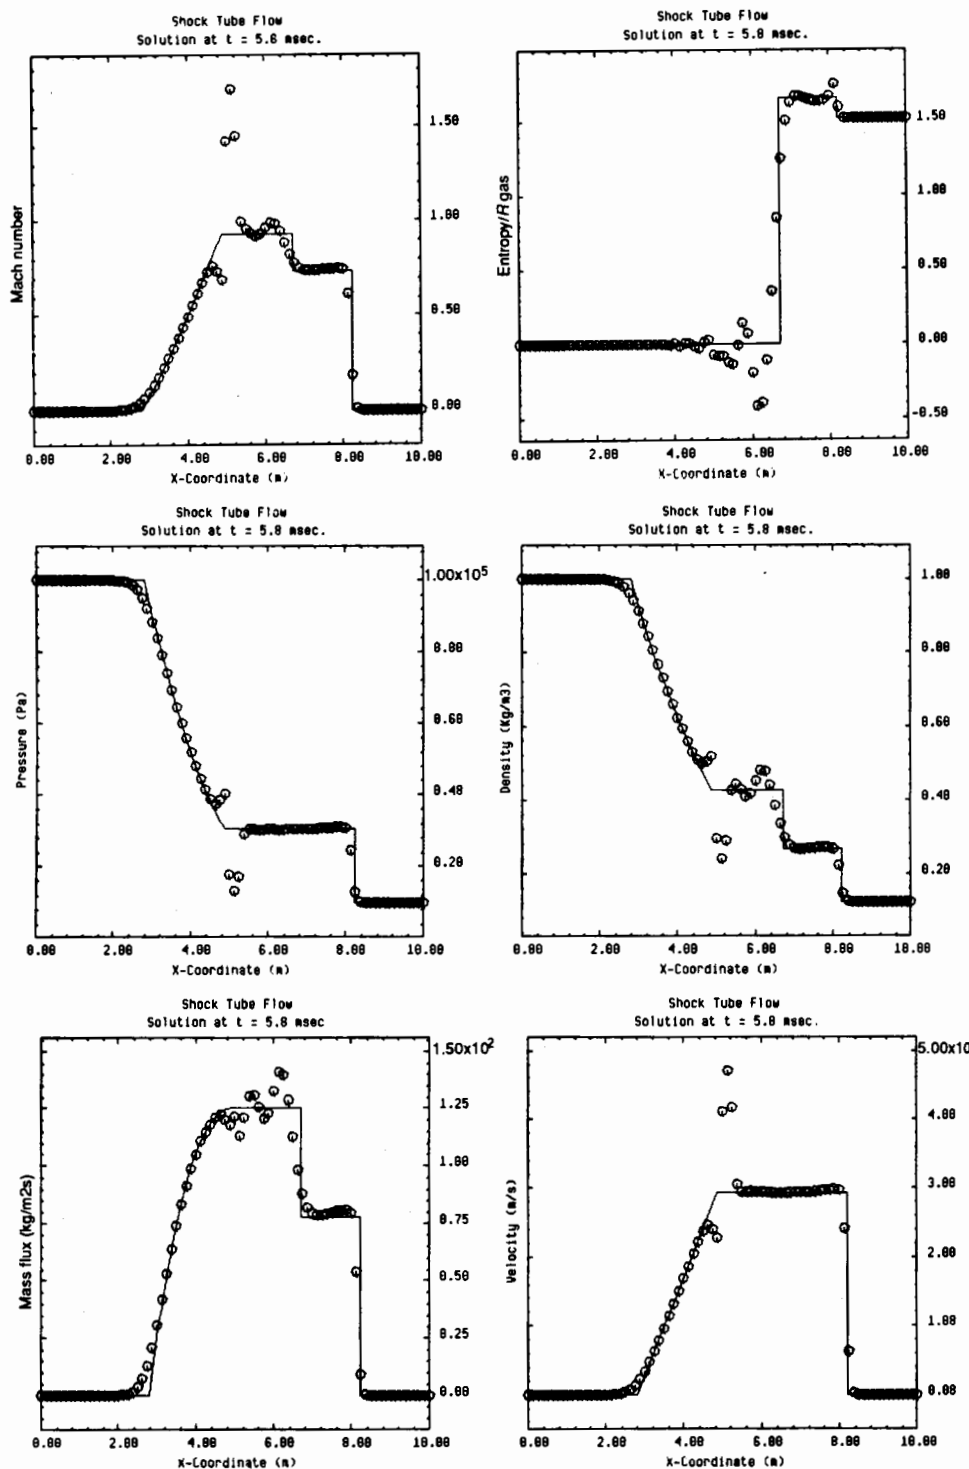 Shock Tube Flow
Solution at t = 5.8 msec.
Mach number
1.50
1.00
0.50
0.00
0.00 2.00 4.00 6.00 8.00 10.00
X-Coordinate (m)
Shock Tube Flow
Solution at t = 5.8 msec.
Entropy/R gas
1.50
1.00
0.50
0.00
-0.50
0.00 2.00 4.00 6.00 8.00 10.00
X-Coordinate (m)
Shock Tube Flow
Solution at t = 5.8 msec.
Pressure (Pa)
1.00x10⁵
0.80
0.60
0.40
0.20
0.00 2.00 4.00 6.00 8.00 10.00
X-Coordinate (m)
Shock Tube Flow
Solution at t = 5.8 msec.
Density (Kg/m3)
1.00
0.80
0.60
0.40
0.20
0.00 2.00 4.00 6.00 8.00 10.00
X-Coordinate (m)
Shock Tube Flow
Solution at t = 5.8 msec
Mass flux (kg/m2s)
1.50x10²
1.25
1.00
0.75
0.50
0.25
0.00
0.00 2.00 4.00 6.00 8.00 10.00
X-Coordinate (m)
Shock Tube Flow
Solution at t = 5.8 msec.
Velocity (m/s)
5.00x10
4.00
3.00
2.00
1.00
0.00
0.00 2.00 4.00 6.00 8.00 10.00
X-Coordinate (m)